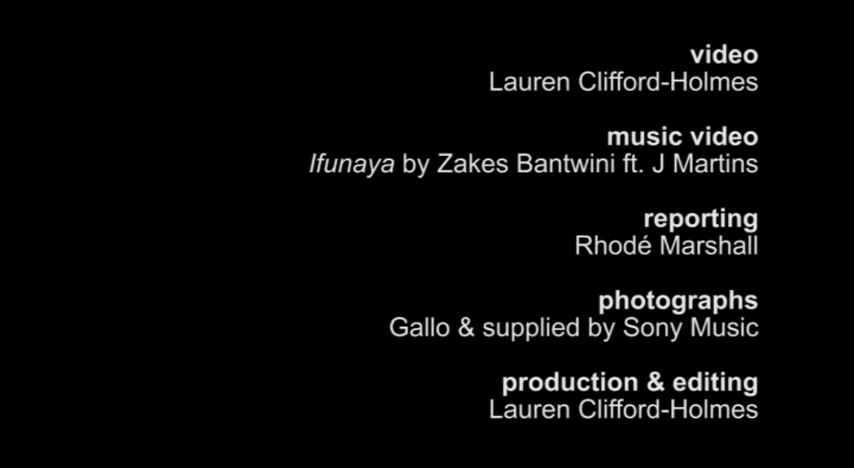 video
Lauren Clifford-Holmes
music video
Ifunaya by Zakes Bantwini ft. J Martins
reporting
Rhodé Marshall
photographs
Gallo & supplied by Sony Music
production & editing
Lauren Clifford-Holmes